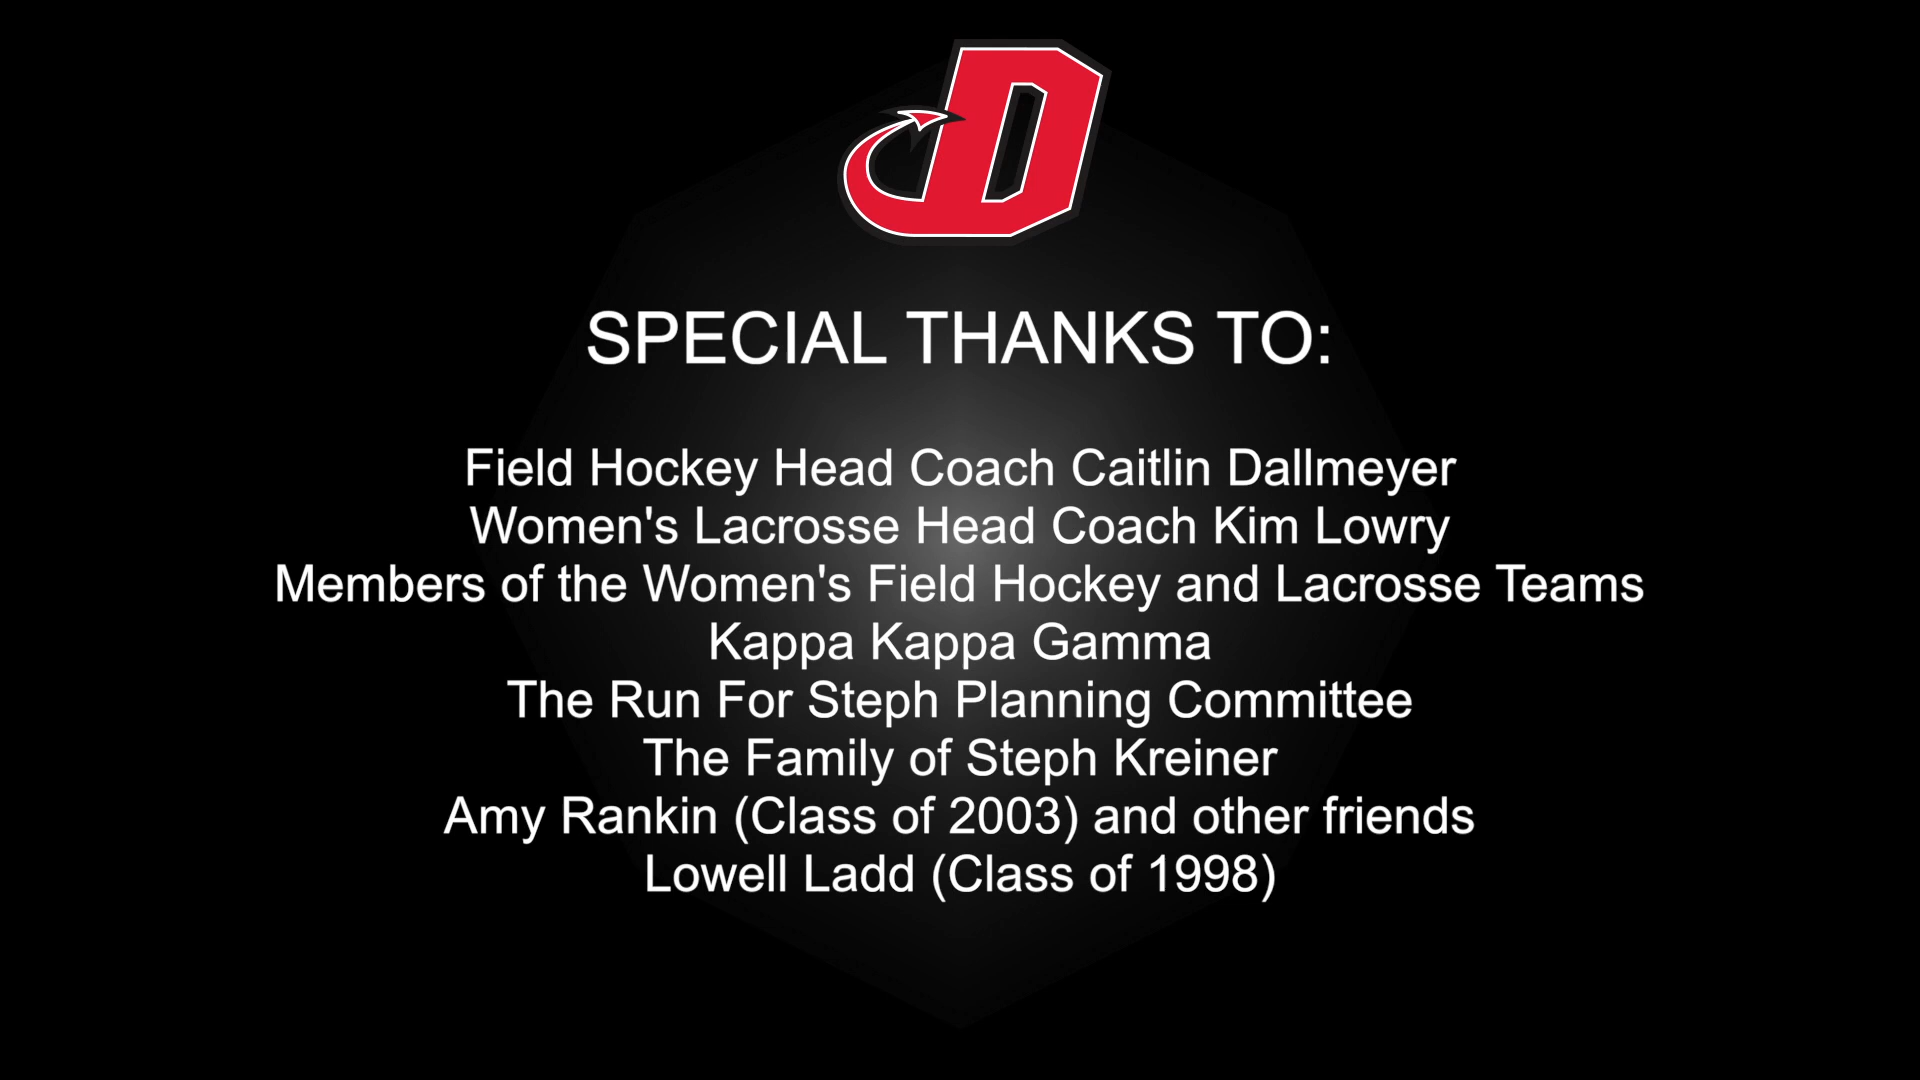 D
SPECIAL THANKS TO:
Field Hockey Head Coach Caitlin Dallmeyer
Women's Lacrosse Head Coach Kim Lowry
Members of the Women's Field Hockey and Lacrosse Teams
Kappa Kappa Gamma
The Run For Steph Planning Committee
The Family of Steph Kreiner
Amy Rankin (Class of 2003) and other friends
Lowell Ladd (Class of 1998)